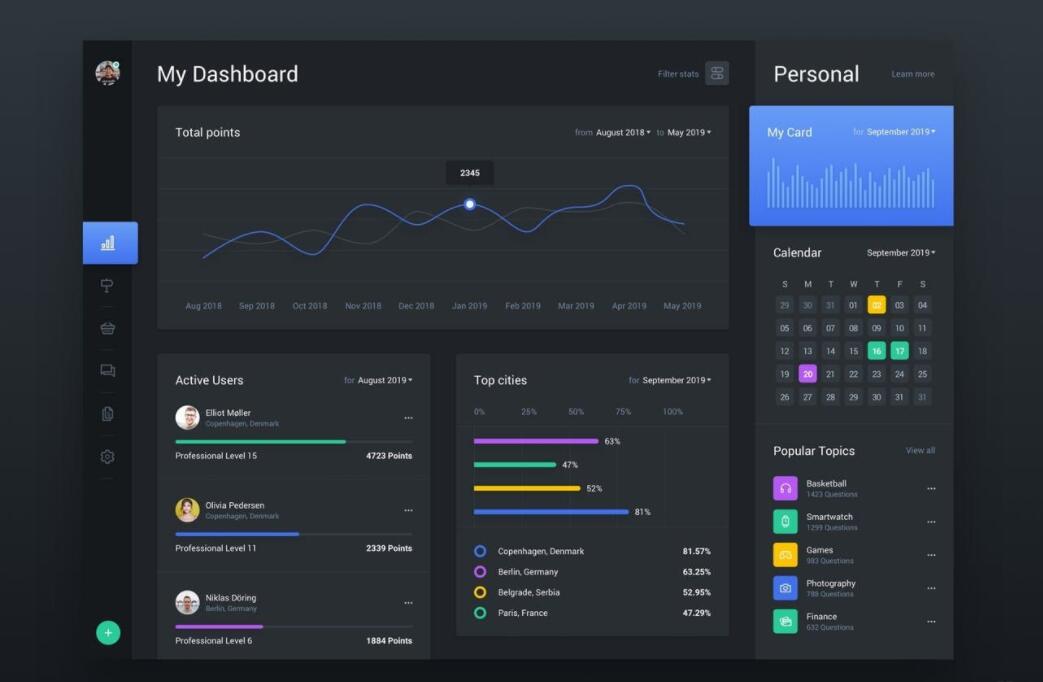 My Dashboard
Filter stats
Total points
from August 2018 to May 2019
2345
Aug 2018 Sep 2018 Oct 2018 Nov 2018 Dec 2018 Jan 2019 Feb 2019 Mar 2019 Apr 2019 May 2019
Active Users
for August 2019
Elliot Møller
Copenhagen, Denmark
Professional Level 15 4723 Points
Olivia Pedersen
Copenhagen, Denmark
Professional Level 11 2339 Points
Niklas Döring
Berlin, Germany
Professional Level 6 1884 Points
Top cities
for September 2019
0% 25% 50% 75% 100%
63%
47%
52%
81%
Copenhagen, Denmark 81.57%
Berlin, Germany 63.25%
Belgrade, Serbia 52.95%
Paris, France 47.29%
Personal
Learn more
My Card
for September 2019
Calendar
September 2019
S M T W T F S
29 30 31 01 02 03 04
05 06 07 08 09 10 11
12 13 14 15 16 17 18
19 20 21 22 23 24 25
26 27 28 29 30 31 31
Popular Topics
View all
Basketball
1423 Questions
Smartwatch
1299 Questions
Games
983 Questions
Photography
788 Questions
Finance
632 Questions